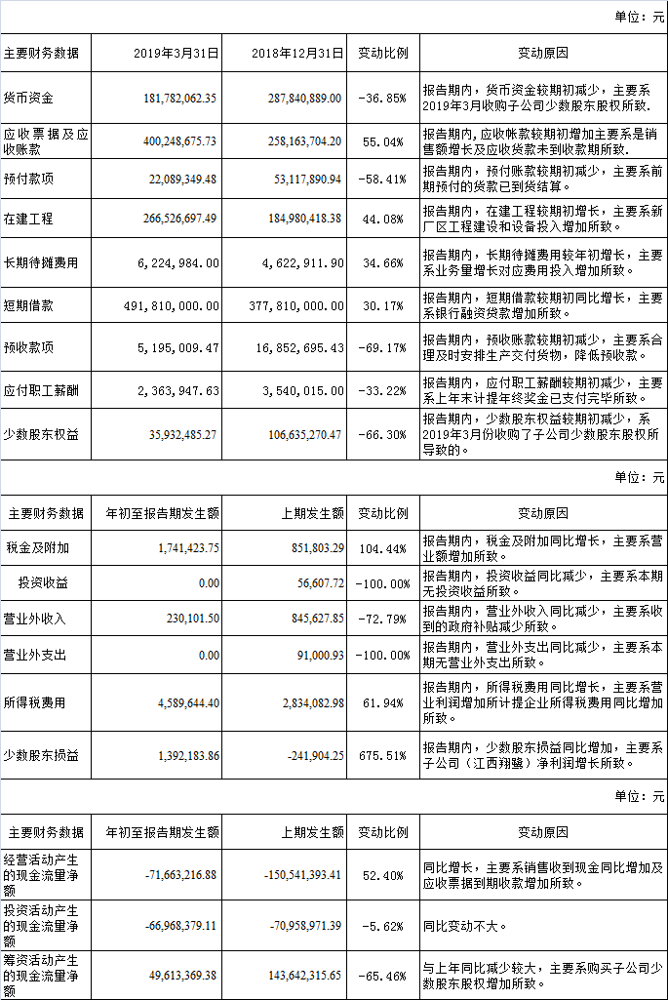 单位：元
主要财务数据 2019年3月31日 2018年12月31日 变动比例 变动原因
货币资金 181,782,062.35 287,840,889.00 -36.85% 报告期内，货币资金较期初减少，主要系
2019年3月收购子公司少数股东股权所致.
应收票据及应
收账款 400,248,675.73 258,163,704.20 55.04% 报告期内,应收帐款较期初增加主要系是销
售额增长及应收货款未到收款期所致.
预付款项 22,089,349.48 53,117,890.94 -58.41% 报告期内，预付账款较期初减少，主要系前
期预付的货款已到货结算。
在建工程 266,526,697.49 184,980,418.38 44.08% 报告期内，在建工程较期初增长，主要系新
厂区工程建设和设备投入增加所致。
长期待摊费用 6,224,984.00 4,622,911.90 34.66% 报告期内，长期待摊费用较年初增长，主要
系业务量增长对应费用投入增加所致。
短期借款 491,810,000.00 377,810,000.00 30.17% 报告期内，短期借款较期初同比增长，主要
系银行融资贷款增加所致。
预收款项 5,195,009.47 16,852,695.43 -69.17% 报告期内，预收账款较期初减少，主要系合
理及时安排生产交付货物，降低预收款。
应付职工薪酬 2,363,947.63 3,540,015.00 -33.22% 报告期内，应付职工薪酬较期初减少，主要
系上年末计提年终奖金已支付完毕所致。
少数股东权益 35,932,485.27 106,635,270.47 -66.30% 报告期内，少数股东权益较期初减少，系
2019年3月份收购了子公司少数股东股权所
导致的。
单位：元
主要财务数据 年初至报告期发生额 上期发生额 变动比例 变动原因
税金及附加 1,741,423.75 851,803.29 104.44% 报告期内，税金及附加同比增长，主要系营
业额增加所致。
投资收益 0.00 56,607.72 -100.00% 报告期内，投资收益同比减少，主要系本期
无投资收益所致。
营业外收入 230,101.50 845,627.85 -72.79% 报告期内，营业外收入同比减少，主要系收
到的政府补贴减少所致。
营业外支出 0.00 91,000.93 -100.00% 报告期内，营业外支出同比减少，主要系本
期无营业外支出所致。
所得税费用 4,589,644.40 2,834,082.98 61.94% 报告期内，所得税费用同比增长，主要系营
业利润增加所计提企业所得税费用同比增加
所致。
少数股东损益 1,392,183.86 -241,904.25 675.51% 报告期内，少数股东损益同比增加，主要系
子公司（江西翔鹭）净利润增长所致。
单位：元
主要财务数据 年初至报告期发生额 上期发生额 变动比例 变动原因
经营活动产生
的现金流量净
额 -71,663,216.88 -150,541,393.41 52.40% 同比增长，主要系销售收到现金同比增加及
应收票据到期收款增加所致。
投资活动产生
的现金流量净
额 -66,968,379.11 -70,958,971.39 -5.62% 同比变动不大。
筹资活动产生
的现金流量净
额 49,613,369.38 143,642,315.65 -65.46% 与上年同比减少较大，主要系购买子公司少
数股东股权增加所致。